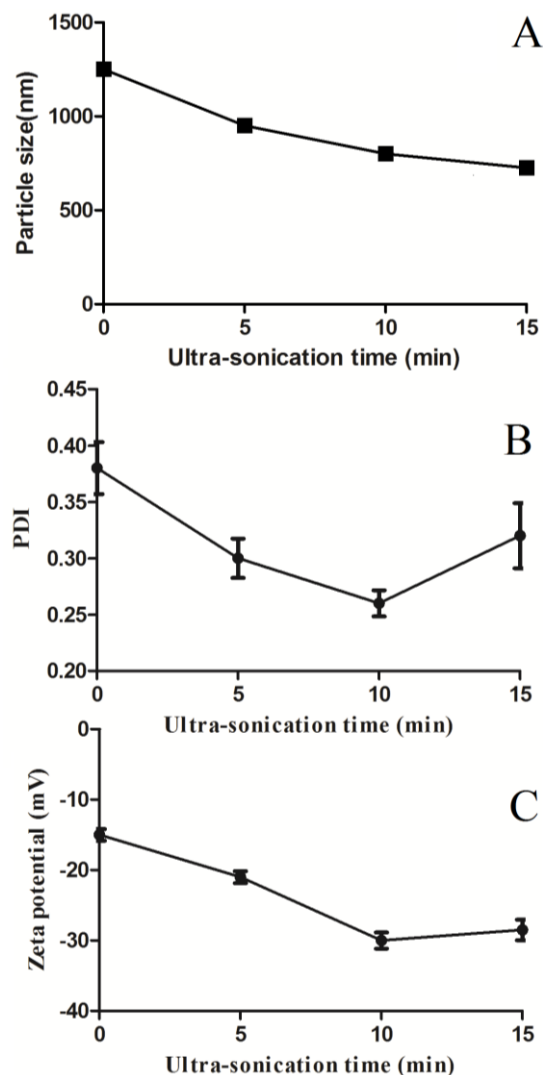 A
Particle size(nm)
1500
1000
500
0
0 5 10 15
Ultra-sonication time (min)
B
PDI
0.45
0.40
0.35
0.30
0.25
0.20
0 5 10 15
Ultra-sonication time (min)
C
Zeta potential (mV)
0
-10
-20
-30
-40
0 5 10 15
Ultra-sonication time (min)